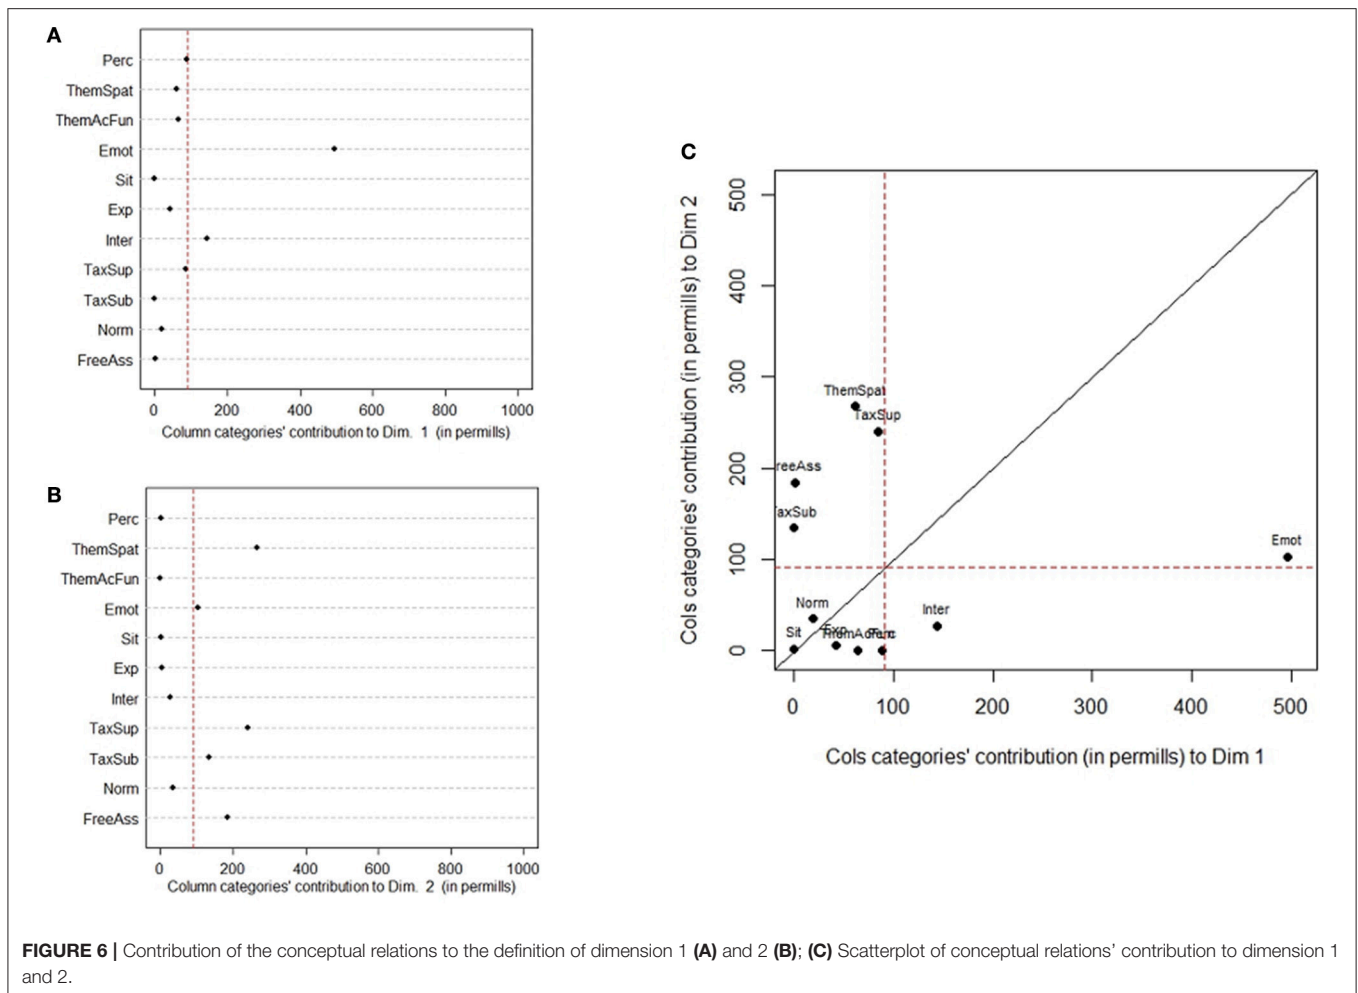 A
Perc
ThemSpat
ThemAcFun
Emot
Sit
Exp
Inter
TaxSup
TaxSub
Norm
FreeAss
0 200 400 600 800 1000
Column categories' contribution to Dim. 1 (in permills)
B
Perc
ThemSpat
ThemAcFun
Emot
Sit
Exp
Inter
TaxSup
TaxSub
Norm
FreeAss
0 200 400 600 800 1000
Column categories' contribution to Dim. 2 (in permills)
C
Cols categories' contribution (in permills) to Dim 2
500
400
300
200
100
0
ThemSpat
TaxSup
reeAss
axSub
Emot
Norm
Inter
Sit
Exp
ThemAcFun
Perc
0 100 200 300 400 500
Cols categories' contribution (in permills) to Dim 1
FIGURE 6 | Contribution of the conceptual relations to the definition of dimension 1 (A) and 2 (B); (C) Scatterplot of conceptual relations' contribution to dimension 1
and 2.